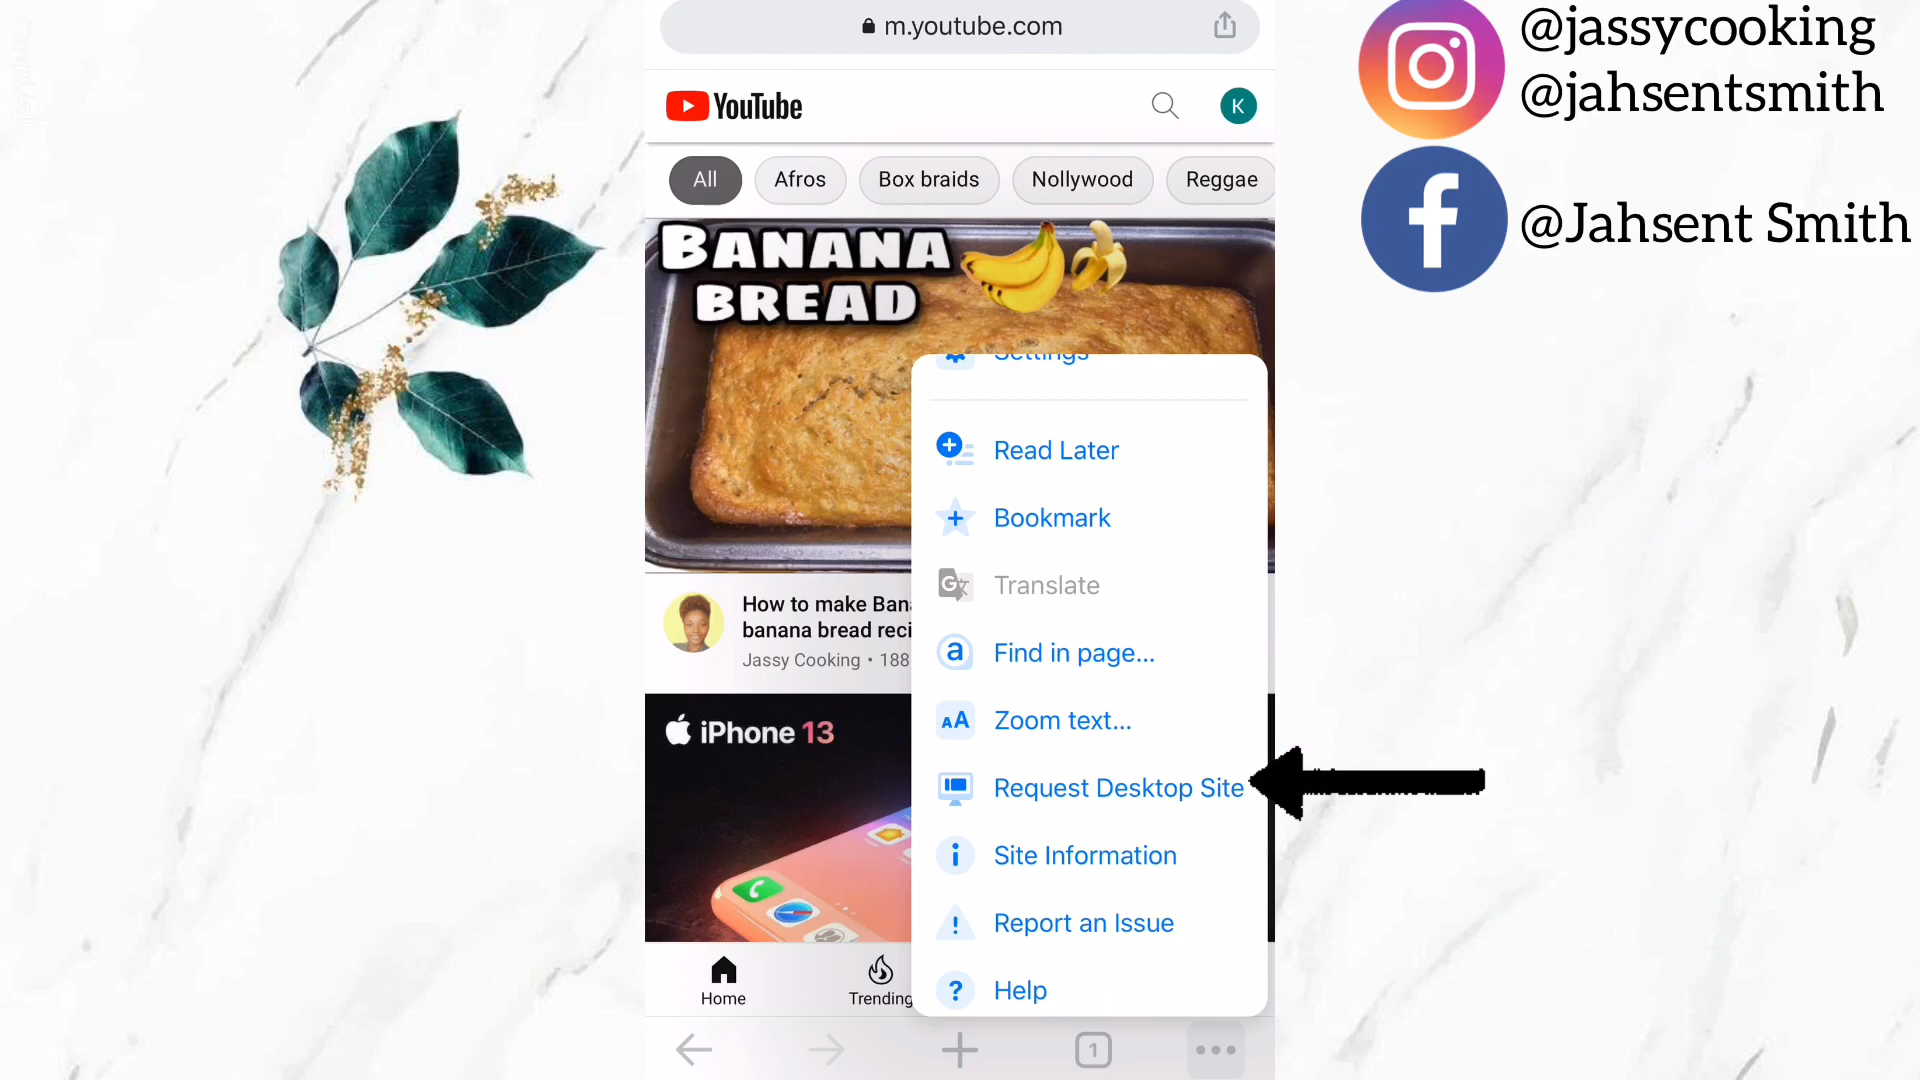 m.youtube.com
YouTube
K
All
Afros
Box braids
Nollywood
Reggae
BANANA
BREAD
How to make Ban
banana bread reci
Jassy Cooking • 188
iPhone 13
Settings
Read Later
Bookmark
Translate
Find in page...
Zoom text...
Request Desktop Site
Site Information
Report an Issue
Help
Home
Trending
1
@jassycooking
@jahsentsmith
@Jahsent Smith